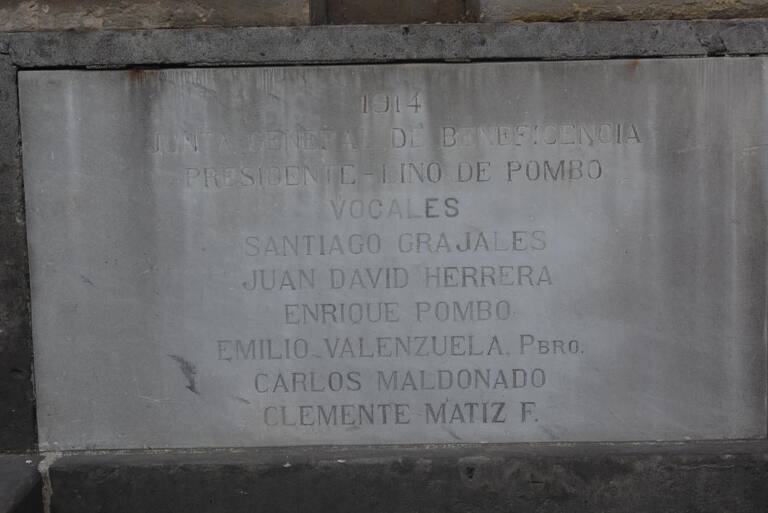 1914
JUNTA GENERAL DE BENEFICENCIA
PRESIDENTE - LINO DE POMBO
VOCALES
SANTIAGO GRAJALES
JUAN DAVID HERRERA
ENRIQUE POMBO
EMILIO VALENZUELA, PBRO.
CARLOS MALDONADO
CLEMENTE MATIZ F.